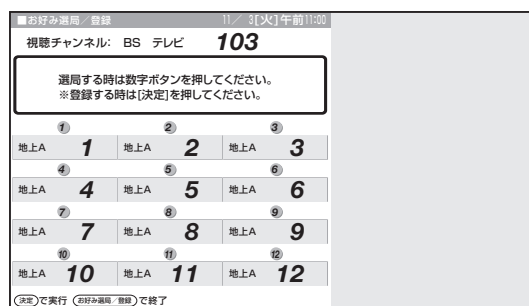 ■お好み選局／登録 11／ 3[火]午前11:00
視聴チャンネル: BS テレビ 103
選局する時は数字ボタンを押してください。
※登録する時は[決定]を押してください。
1 2 3
地上A 1 地上A 2 地上A 3
4 5 6
地上A 4 地上A 5 地上A 6
7 8 9
地上A 7 地上A 8 地上A 9
10 11 12
地上A 10 地上A 11 地上A 12
決定で実行 お好み選局／登録で終了